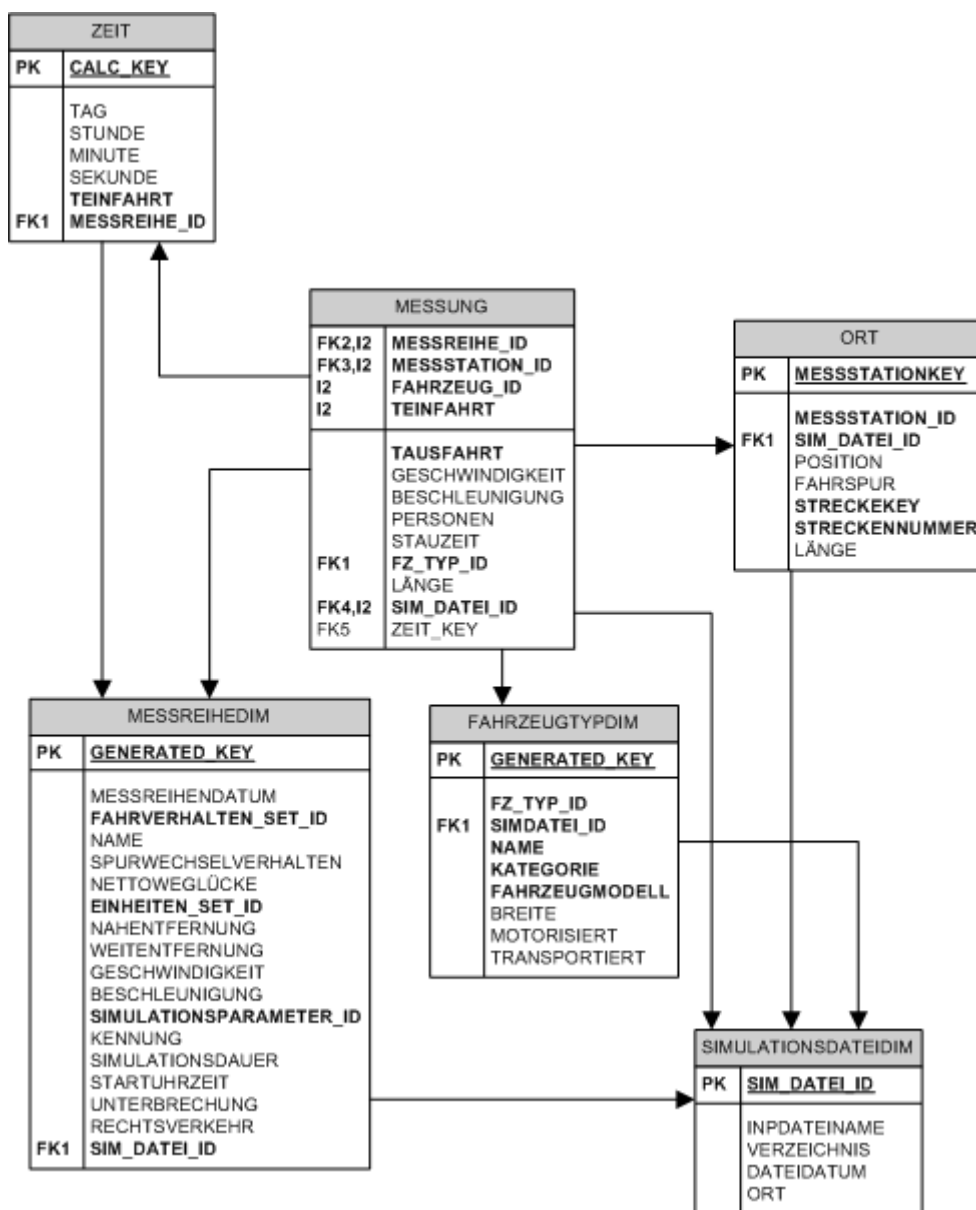 ZEIT
PK CALC_KEY
TAG
STUNDE
MINUTE
SEKUNDE
TEINFAHRT
FK1 MESSREIHE_ID
MESSUNG
FK2,I2 MESSREIHE_ID
FK3,I2 MESSSTATION_ID
I2 FAHRZEUG_ID
I2 TEINFAHRT
TAUSFAHRT
GESCHWINDIGKEIT
BESCHLEUNIGUNG
PERSONEN
STAUZEIT
FK1 FZ_TYP_ID
LÄNGE
FK4,I2 SIM_DATEI_ID
FK5 ZEIT_KEY
ORT
PK MESSSTATIONKEY
MESSSTATION_ID
FK1 SIM_DATEI_ID
POSITION
FAHRSPUR
STRECKEKEY
STRECKENNUMMER
LÄNGE
MESSREIHEDIM
PK GENERATED_KEY
MESSREIHENDATUM
FAHRVERHALTEN_SET_ID
NAME
SPURWECHSELVERHALTEN
NETTOWEGLÜCKE
EINHEITEN_SET_ID
NAHENTFERNUNG
WEITENTFERNUNG
GESCHWINDIGKEIT
BESCHLEUNIGUNG
SIMULATIONSPARAMETER_ID
KENNUNG
SIMULATIONSDAUER
STARTUHRZEIT
UNTERBRECHUNG
RECHTSVERKEHR
FK1 SIM_DATEI_ID
FAHRZEUGTYPDIM
PK GENERATED_KEY
FZ_TYP_ID
FK1 SIMDATEI_ID
NAME
KATEGORIE
FAHRZEUGMODELL
BREITE
MOTORISIERT
TRANSPORTIERT
SIMULATIONSDATEIDIM
PK SIM_DATEI_ID
INPDATEINAME
VERZEICHNIS
DATEIDATUM
ORT